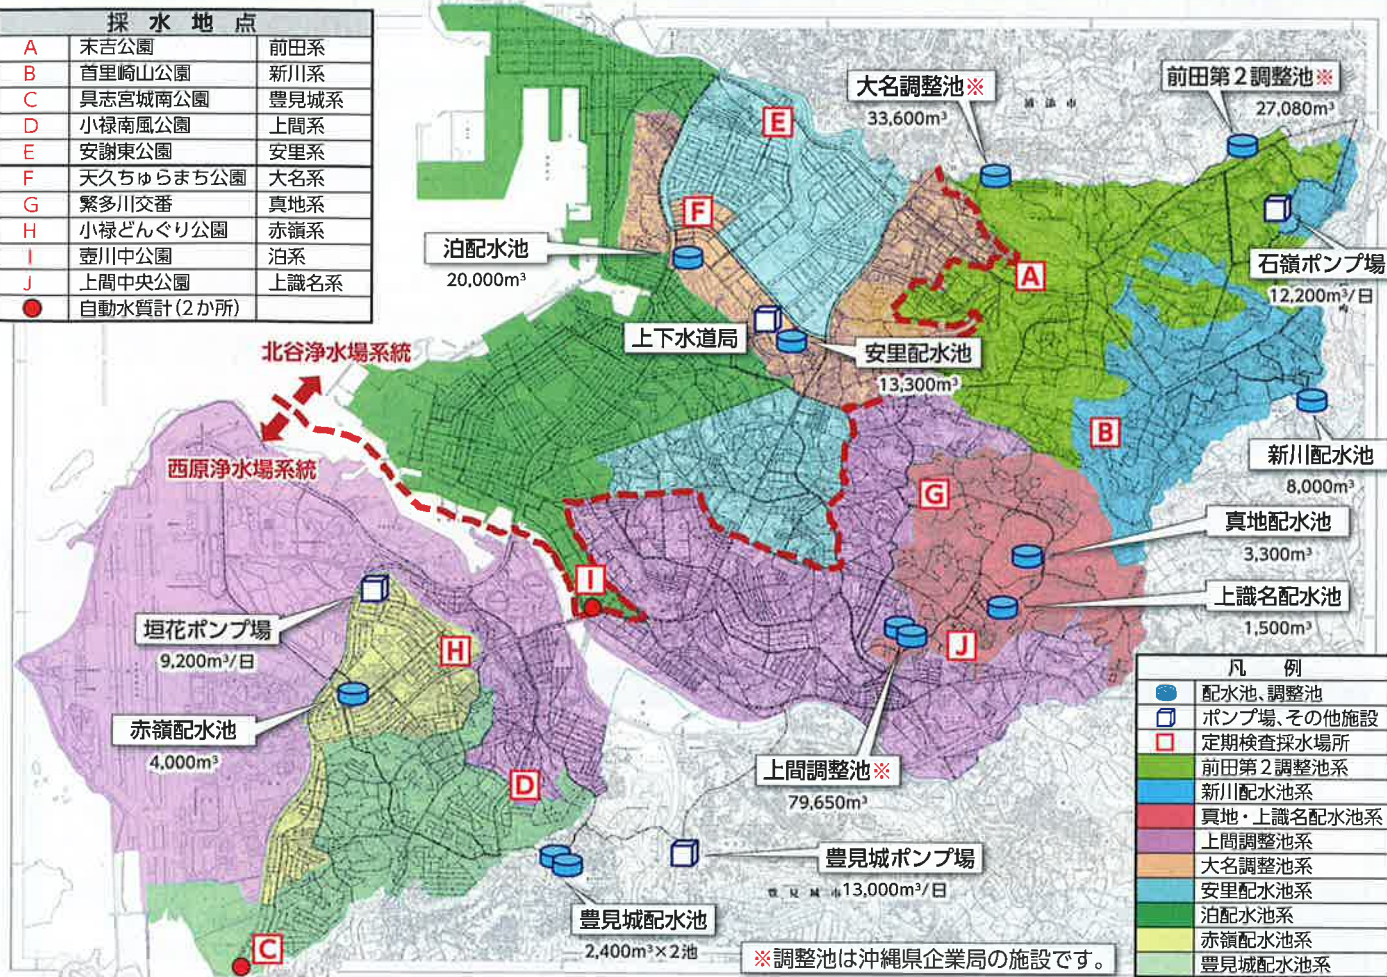 採水地点
A 末吉公園 前田系
B 首里崎山公園 新川系
C 具志宮城南公園 豊見城系
D 小禄南風公園 上間系
E 安謝東公園 安里系
F 天久ちゅらまち公園 大名系
G 繁多川交番 真地系
H 小禄どんぐり公園 赤嶺系
I 壺川中公園 泊系
J 上間中央公園 上識名系
自動水質計(2か所)
大名調整池※
33,600m³
前田第2調整池※
27,080m³
浦添市
E
F
泊配水池
20,000m³
A
石嶺ポンプ場
12,200m³/日
上下水道局
安里配水池
13,300m³
北谷浄水場系統
西原浄水場系統
B
新川配水池
8,000m³
G
真地配水池
3,300m³
I
上識名配水池
1,500m³
垣花ポンプ場
9,200m³/日
H
J
赤嶺配水池
4,000m³
D
上間調整池※
79,650m³
豊見城ポンプ場
豊見城市
13,000m³/日
豊見城配水池
2,400m³×2池
C
※調整池は沖縄県企業局の施設です。
凡例
配水池、調整池
ポンプ場、その他施設
定期検査採水場所
前田第2調整池系
新川配水池系
真地・上識名配水池系
上間調整池系
大名調整池系
安里配水池系
泊配水池系
赤嶺配水池系
豊見城配水池系